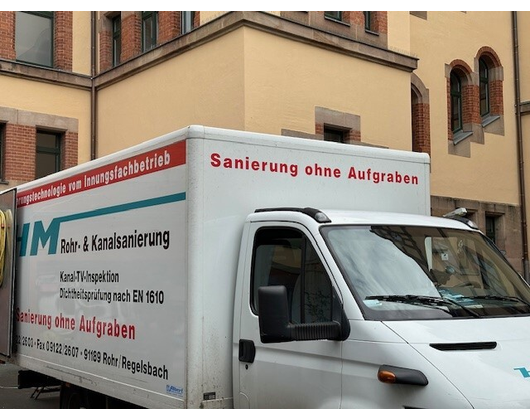 Sanierung ohne Aufgraben
vom Innungsfachbetrieb
HM Rohr- & Kanalsanierung
Kanal-TV-Inspektion
Dichtheitsprüfung nach EN 1610
Sanierung ohne Aufgraben
Fax 09122/2607 • 91189 Rohr/Regelsbach